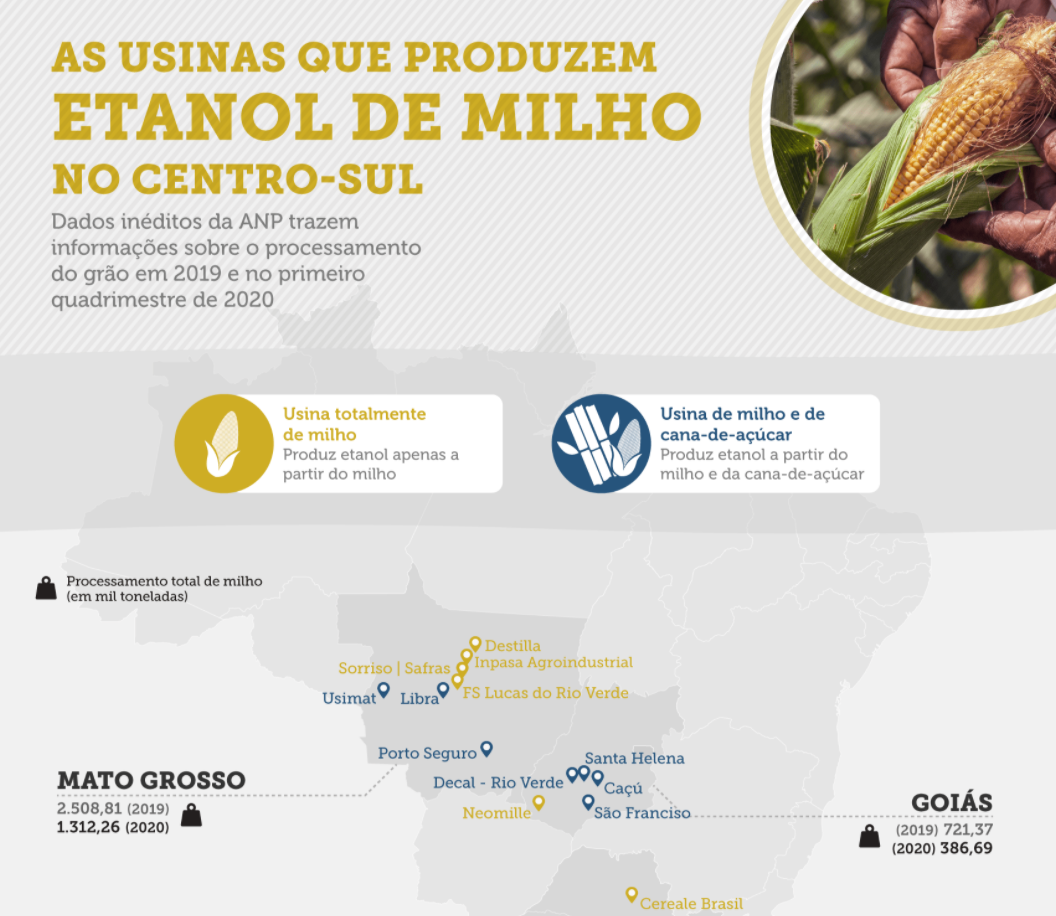 AS USINAS QUE PRODUZEM
ETANOL DE MILHO
NO CENTRO-SUL
Dados inéditos da ANP trazem
informações sobre o processamento
do grão em 2019 e no primeiro
quadrimestre de 2020
Usina totalmente
de milho
Produz etanol apenas a
partir do milho
Usina de milho e de
cana-de-açúcar
Produz etanol a partir do
milho e da cana-de-açúcar
Processamento total de milho
(em mil toneladas)
Destilla
Inpasa Agroindustrial
Sorriso | Safras
FS Lucas do Rio Verde
Usimat
Libra
Porto Seguro
Santa Helena
Decal - Rio Verde
Caçú
Neomille
São Franciso
MATO GROSSO
2.508,81 (2019)
1.312,26 (2020)
GOIÁS
(2019) 721,37
(2020) 386,69
Cereale Brasil